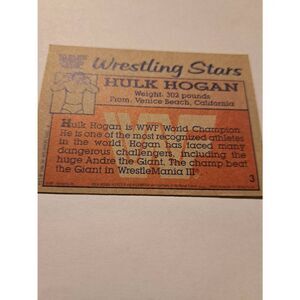 WF Wrestling Stars
HULK HOGAN
Weight: 302 pounds
From: Venice Beach, California
Hulk Hogan is WWF World Champion.
He is one of the most recognized athletes
in the world. Hogan has faced many
dangerous challengers, including the
huge Andre the Giant. The champ beat
the Giant in WrestleMania III.
3